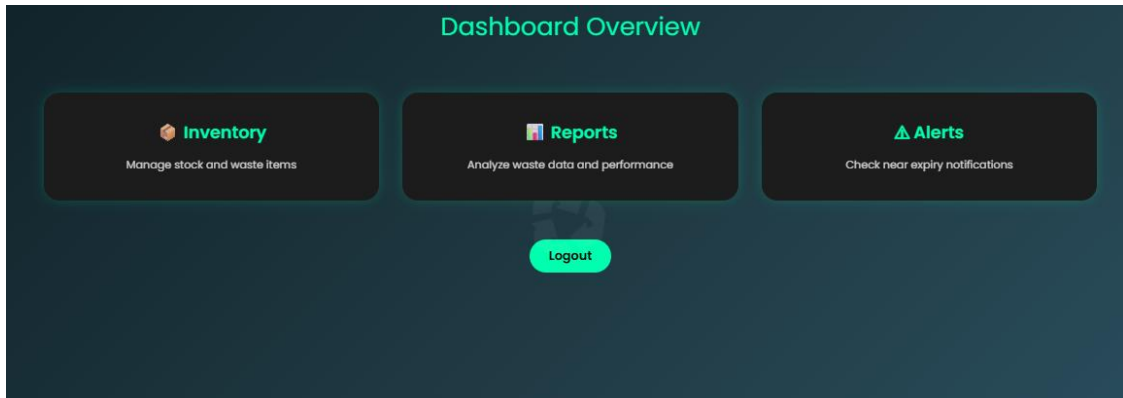 Dashboard Overview
📦 Inventory
Manage stock and waste items
📊 Reports
Analyze waste data and performance
⚠ Alerts
Check near expiry notifications
Logout